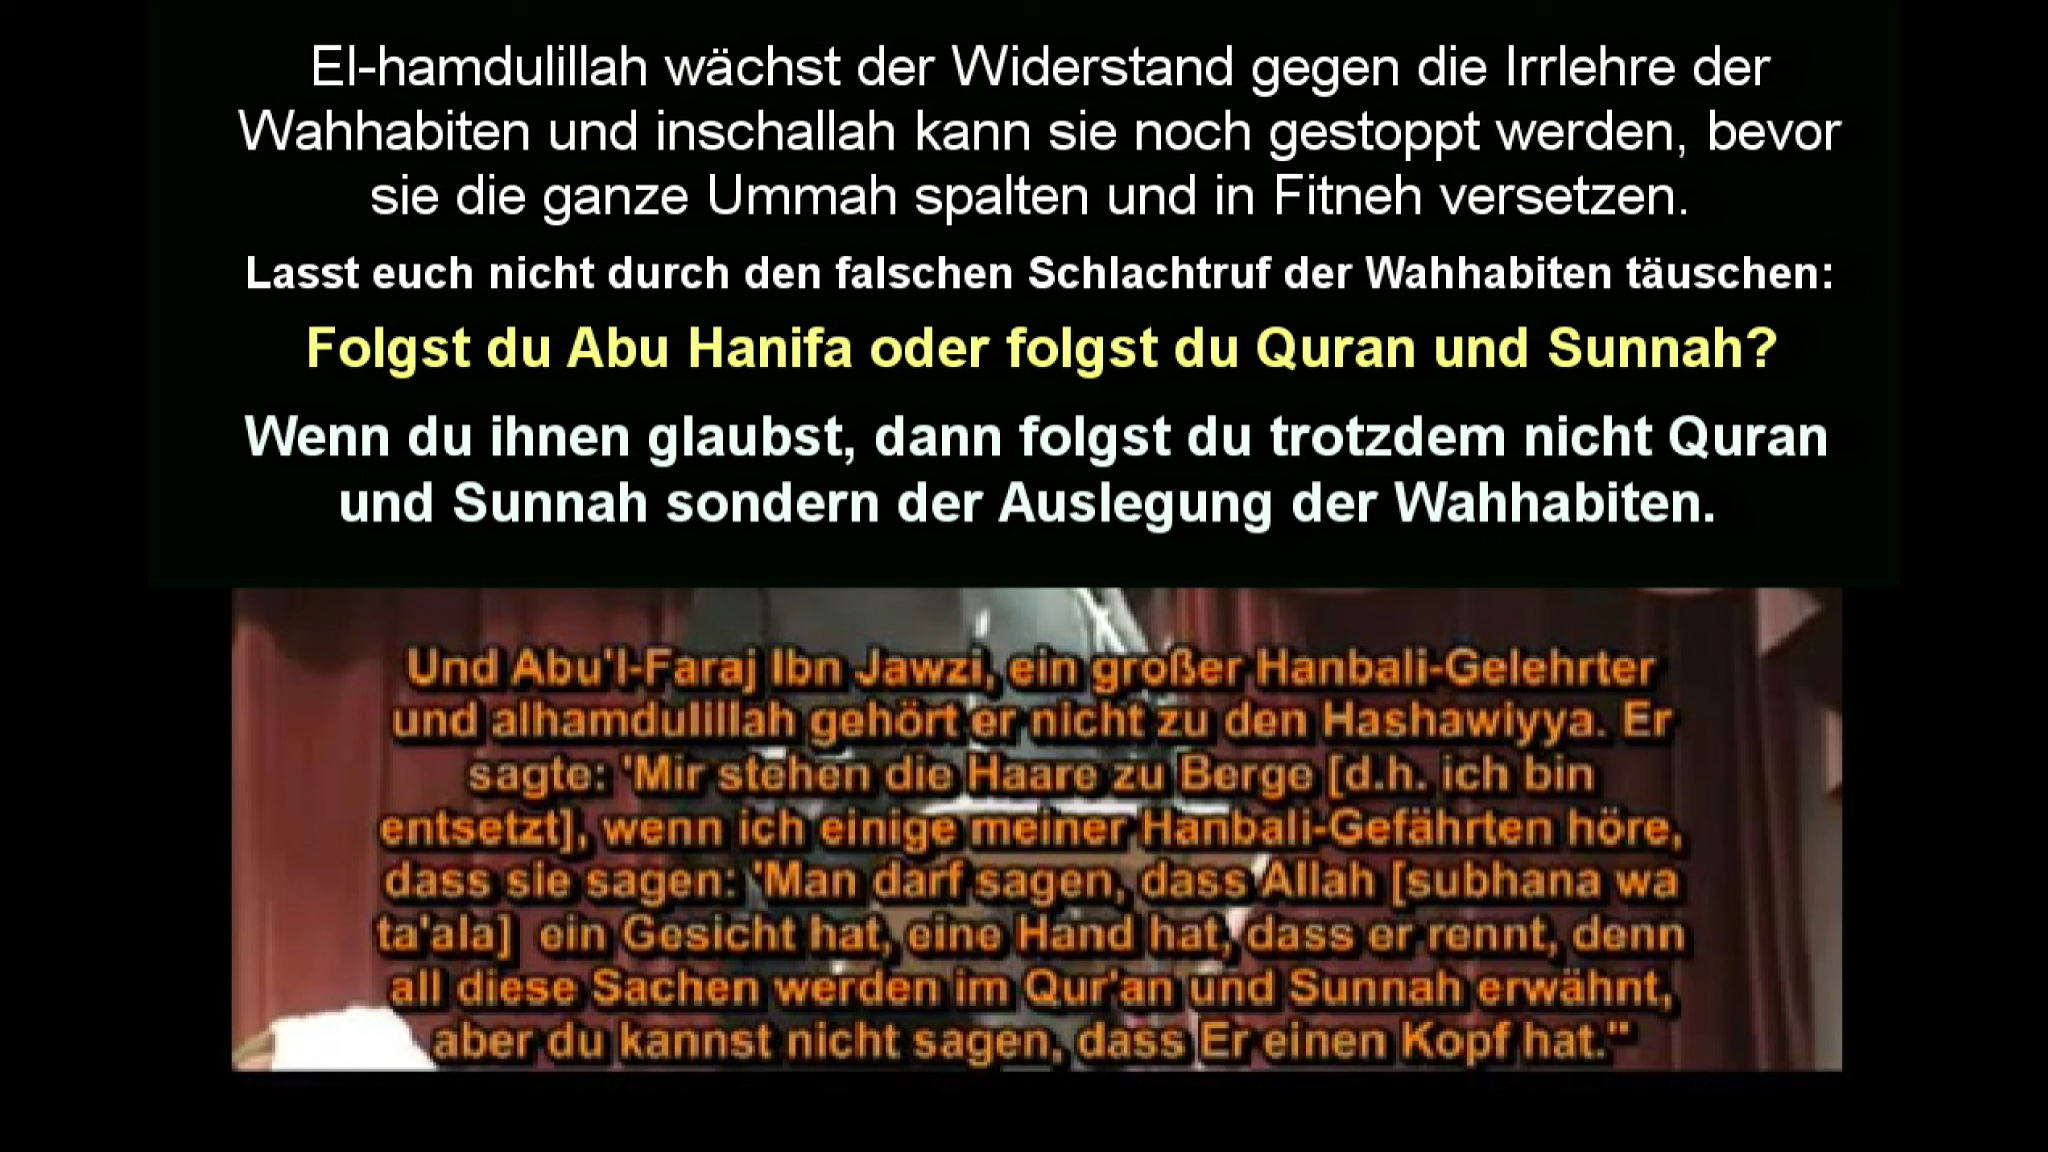 El-hamdulillah wächst der Widerstand gegen die Irrlehre der
Wahhabiten und inschallah kann sie noch gestoppt werden, bevor
sie die ganze Ummah spalten und in Fitneh versetzen.
Lasst euch nicht durch den falschen Schlachtruf der Wahhabiten täuschen:
Folgst du Abu Hanifa oder folgst du Quran und Sunnah?
Wenn du ihnen glaubst, dann folgst du trotzdem nicht Quran
und Sunnah sondern der Auslegung der Wahhabiten.
Und Abu'l-Faraj Ibn Jawzi, ein großer Hanbali-Gelehrter
und alhamdulillah gehört er nicht zu den Hashawiyya. Er
sagte: 'Mir stehen die Haare zu Berge [d.h. ich bin
entsetzt], wenn ich einige meiner Hanbali-Gefährten höre,
dass sie sagen: 'Man darf sagen, dass Allah [subhana wa
ta'ala] ein Gesicht hat, eine Hand hat, dass er rennt, denn
all diese Sachen werden im Qur'an und Sunnah erwähnt,
aber du kannst nicht sagen, dass Er einen Kopf hat."